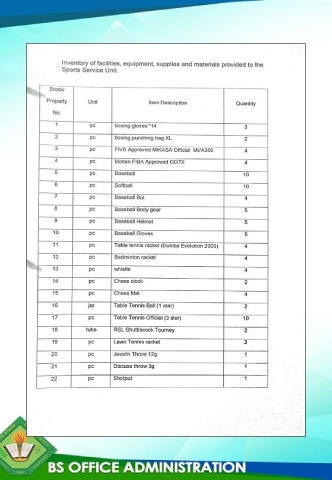 . Inventory of facilities, equipment, supplies and materials provided to the
Sports Service Unit.
Stock/ Property No. Unit Item Description Quantity
1 pc boxing gloves "14 3
2 pc boxing punching bag XL 2
3 pc FIVB Approved MIKASA Official MVA200 4
4 pc Molten FIBA Approved GG7X 4
5 pc Baseball 10
6 pc Softball 10
7 pc Baseball Bat 4
8 pc Baseball Body gear 5
9 pc Baseball Helmet 5
10 pc Baseball Gloves 5
11 pc Table tennis racket (Dunlop Evolution 2000) 4
12 pc Badminton racket 4
13 pc whistle 4
14 pc Chess clock 2
15 pc Chess Mat 4
16 jar Table Tennis Ball (1 star) 2
17 pc Table Tennis Official (3 star) 10
18 tube RSL Shuttlecock Tourney 2
19 pc Lawn Tennis racket 2
20 pc Javelin Throw 12g 1
21 pc Discuss throw 3g 1
22 pc Shotput 1
BS OFFICE ADMINISTRATION